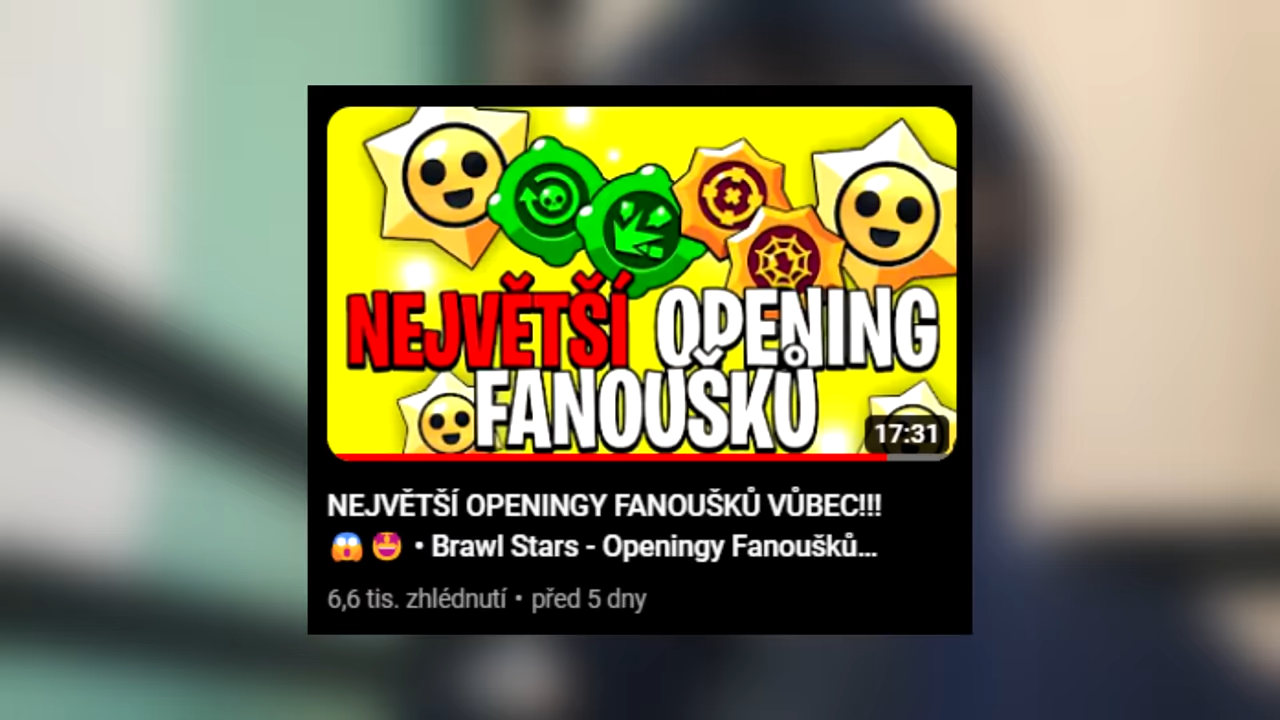 NEJVĚTŠÍ OPENING
FANOUŠKŮ
17:31
NEJVĚTŠÍ OPENINGY FANOUŠKŮ VŮBEC!!!
😱 🤩 • Brawl Stars - Openingy Fanoušků...
6,6 tis. zhlédnutí • před 5 dny